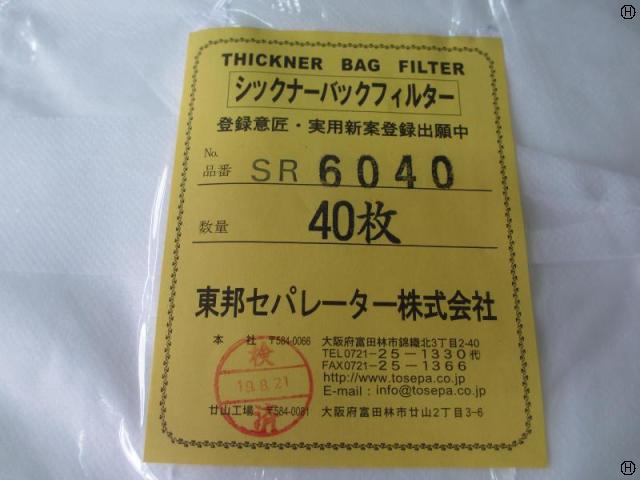 THICKNER BAG FILTER
シックナーバックフィルター
登録意匠・実用新案登録出願中
No.
品番 SR 6040
数量 40枚
東邦セパレーター株式会社
本社 〒584-0066 大阪府富田林市錦織北3丁目2-40
TEL0721-25-1330代
FAX0721-25-1366
http://www.tosepa.co.jp
E-mail : info@tosepa.co.jp
廿山工場 〒584-0081 大阪府富田林市廿山2丁目3-6
検
19.8.21
済
H
H
H